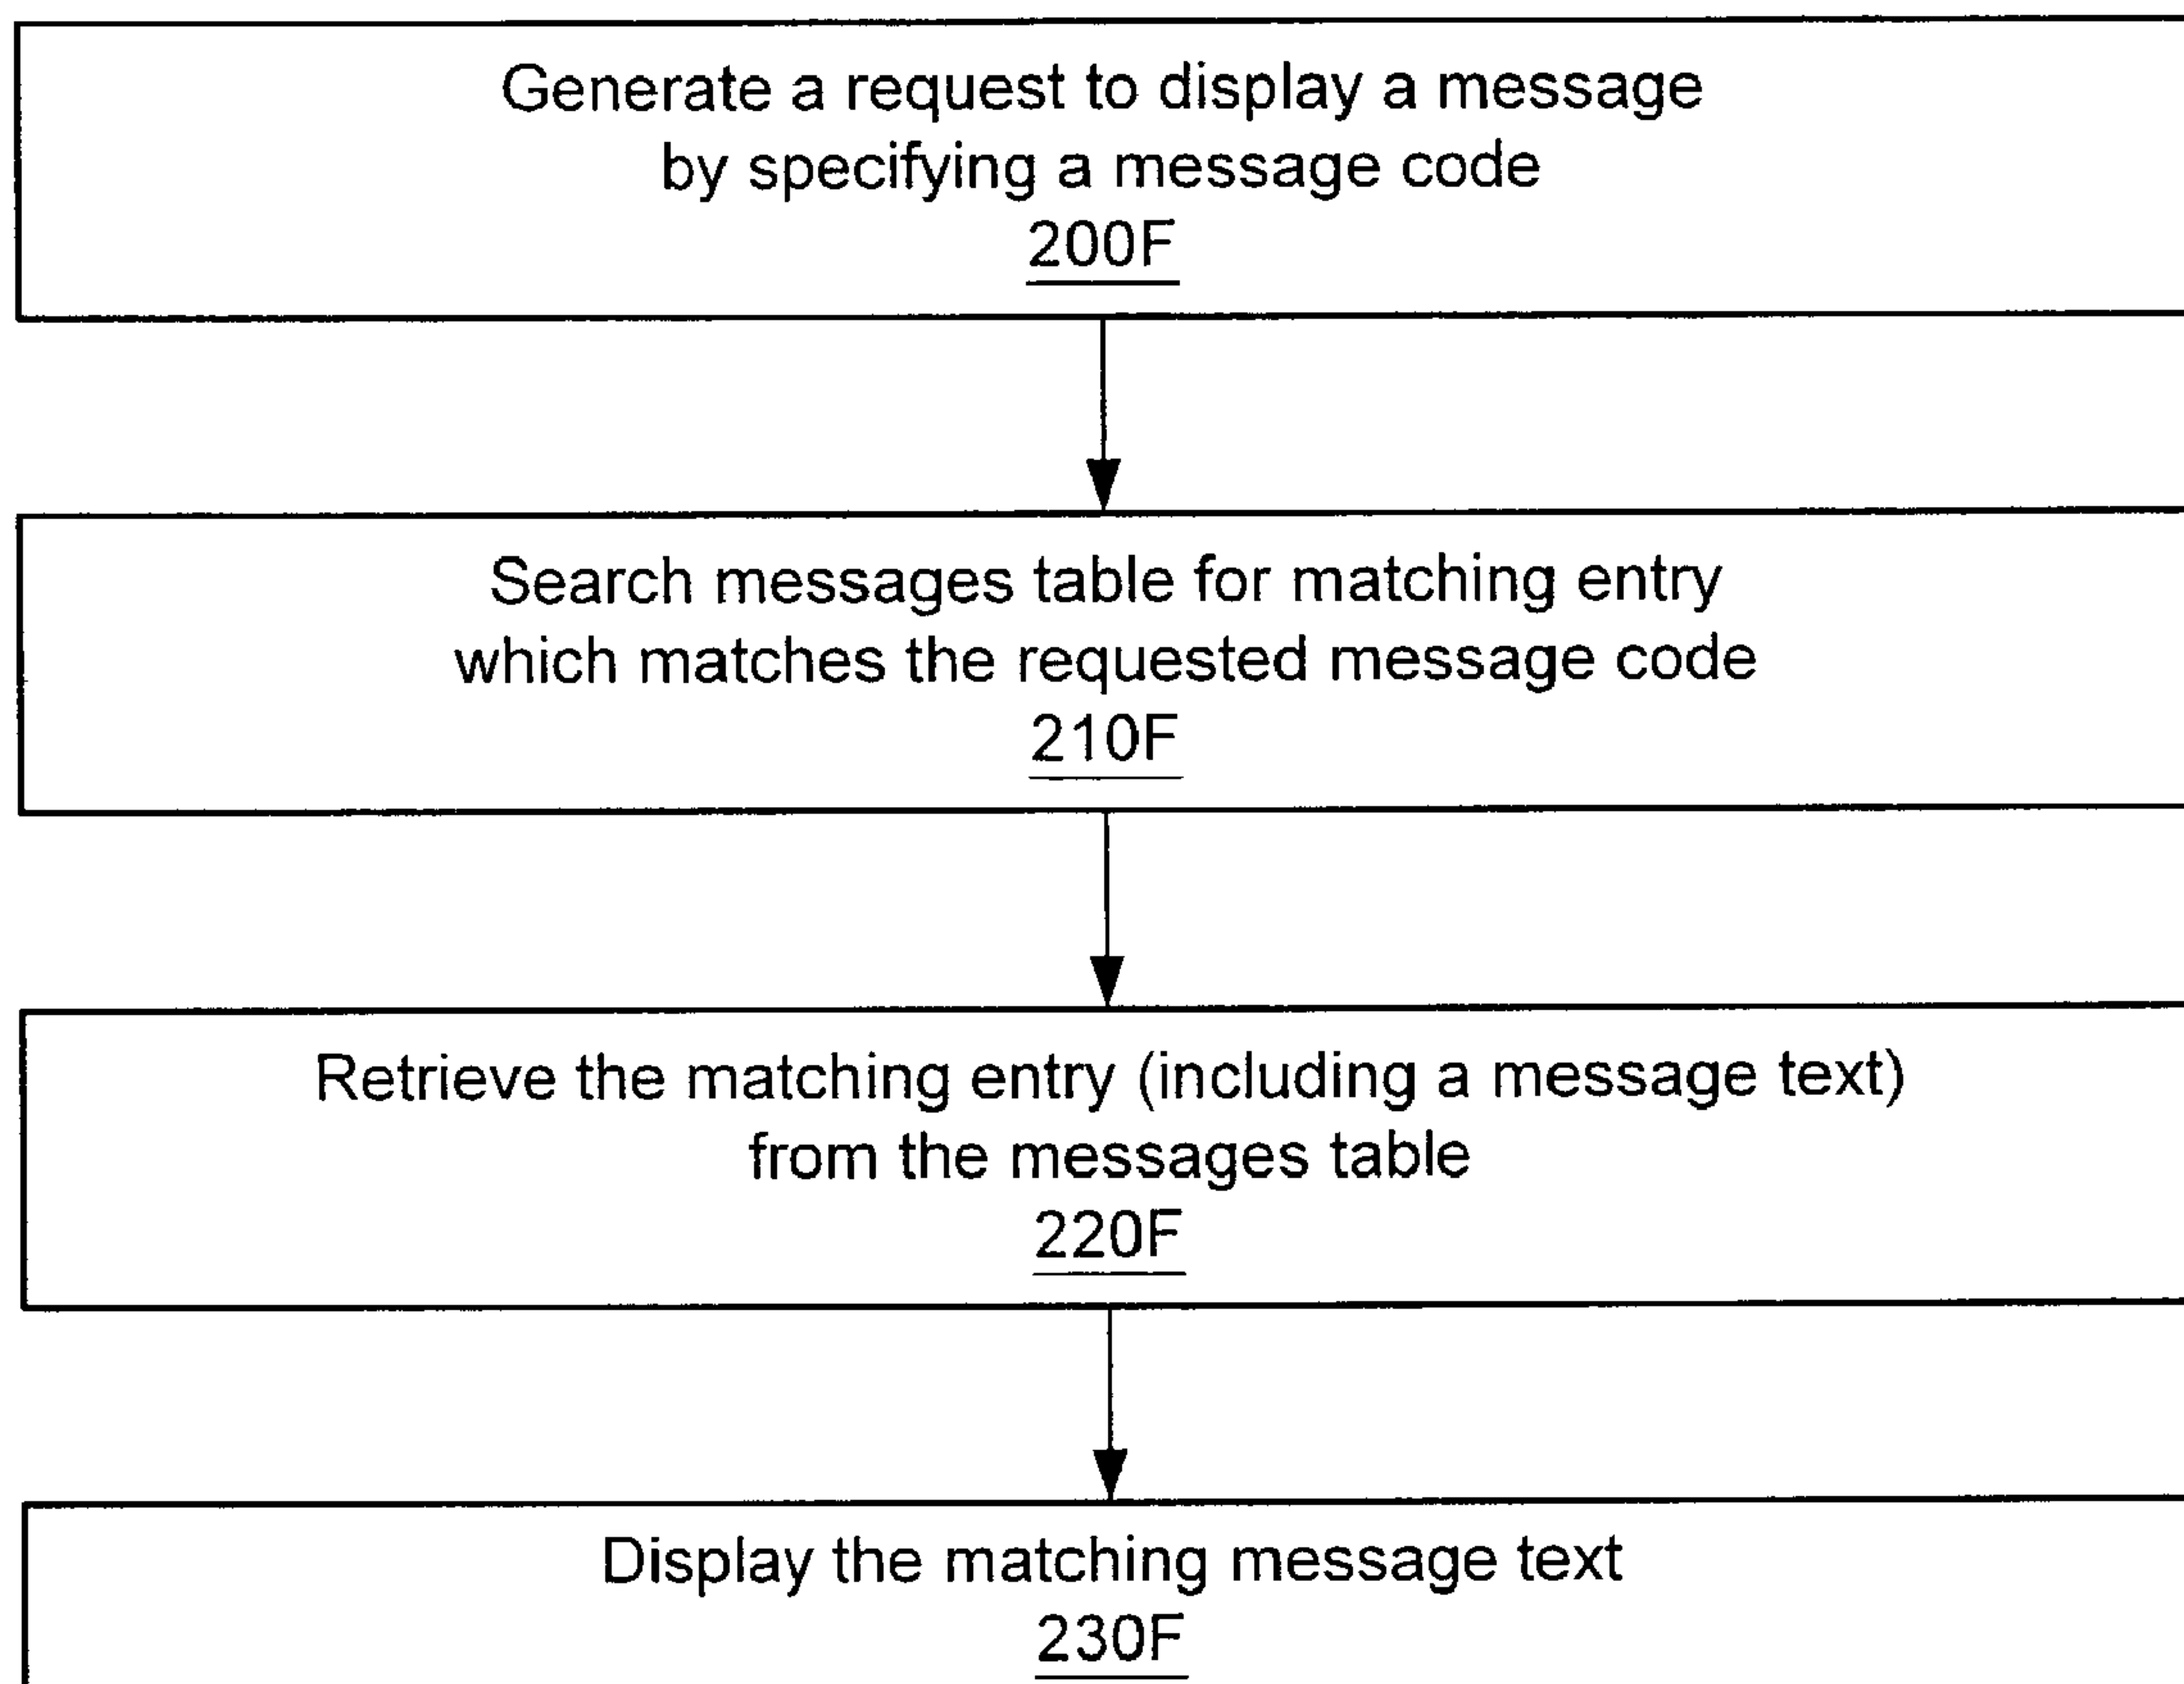 Generate a request to display a message
by specifying a message code
200F
Search messages table for matching entry
which matches the requested message code
210F
Retrieve the matching entry (including a message text)
from the messages table
220F
Display the matching message text
230F